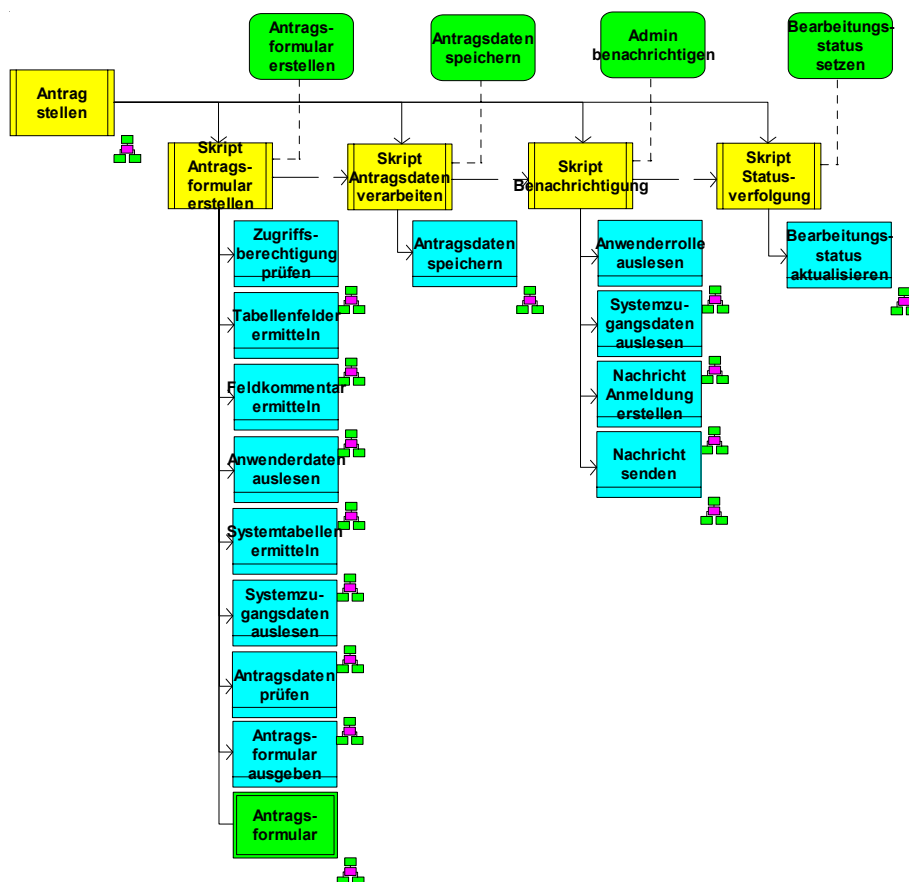 Antrags-
formular
erstellen
Antragsdaten
speichern
Admin
benachrichtigen
Bearbeitungs-
status
setzen
Antrag
stellen
Skript
Antrags-
formular
erstellen
Skript
Antragsdaten
verarbeiten
Skript
Benachrichtigung
Skript
Status-
verfolgung
Zugriffs-
berechtigung
prüfen
Tabellenfelder
ermitteln
Feldkommentar
ermitteln
Anwenderdaten
auslesen
Systemtabellen
ermitteln
Systemzu-
gangsdaten
auslesen
Antragsdaten
prüfen
Antrags-
formular
ausgeben
Antrags-
formular
Antragsdaten
speichern
Anwenderrolle
auslesen
Systemzu-
gangsdaten
auslesen
Nachricht
Anmeldung
erstellen
Nachricht
senden
Bearbeitungs-
status
aktualisieren